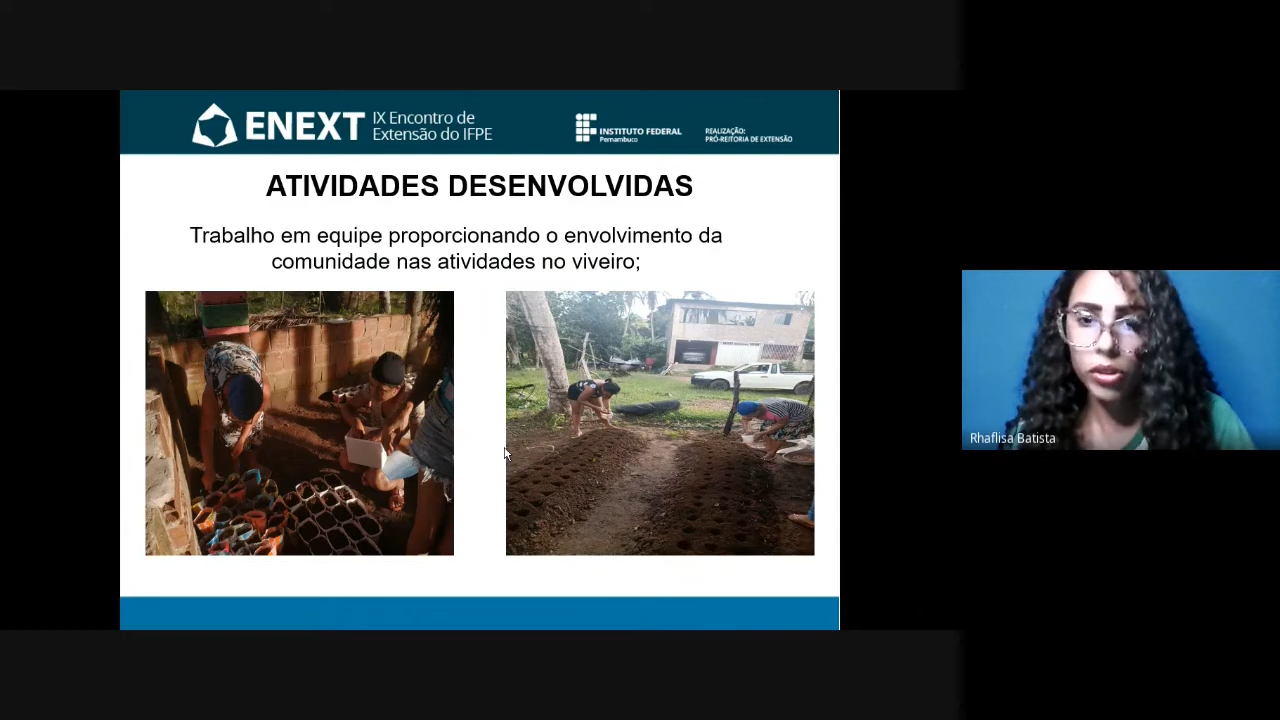 ENEXT
IX Encontro de
Extensão do IFPE
INSTITUTO FEDERAL
Pernambuco
REALIZAÇÃO:
PRÓ-REITORIA DE EXTENSÃO
ATIVIDADES DESENVOLVIDAS
Trabalho em equipe proporcionando o envolvimento da
comunidade nas atividades no viveiro;
Rhaflisa Batista